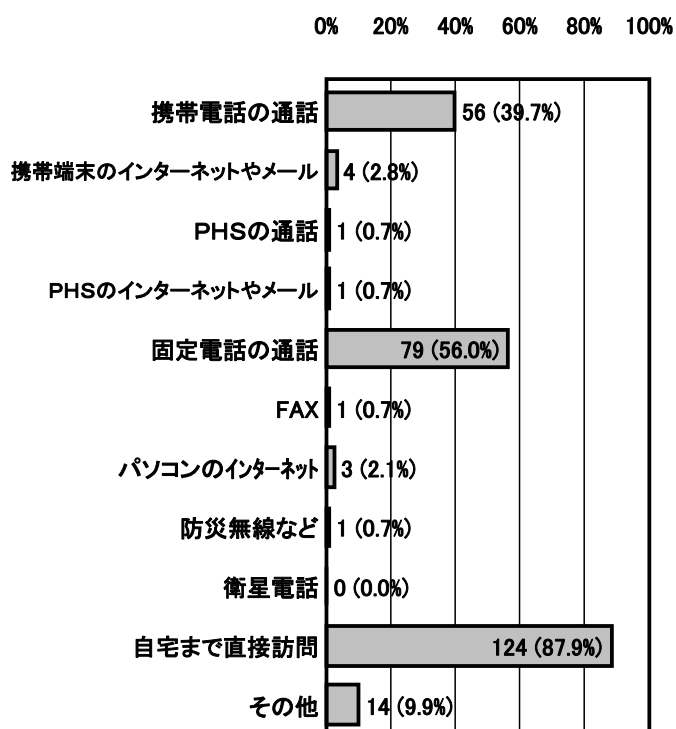 0% 20% 40% 60% 80% 100%
携帯電話の通話 56 (39.7%)
携帯端末のインターネットやメール 4 (2.8%)
PHSの通話 1 (0.7%)
PHSのインターネットやメール 1 (0.7%)
固定電話の通話 79 (56.0%)
FAX 1 (0.7%)
パソコンのインターネット 3 (2.1%)
防災無線など 1 (0.7%)
衛星電話 0 (0.0%)
自宅まで直接訪問 124 (87.9%)
その他 14 (9.9%)